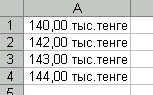 A
1 140,00 тыс.тенге
2 142,00 тыс.тенге
3 143,00 тыс.тенге
4 144,00 тыс.тенге